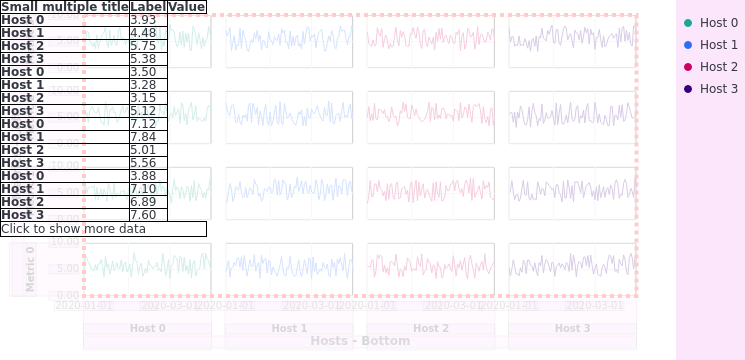 Small multiple title Label Value
Host 0 3.93
Host 1 4.48
Host 2 5.75
Host 3 5.38
Host 0 3.50
Host 1 3.28
Host 2 3.15
Host 3 5.12
Host 0 7.12
Host 1 7.84
Host 2 5.01
Host 3 5.56
Host 0 3.88
Host 1 7.10
Host 2 6.89
Host 3 7.60
Click to show more data
Host 0
Host 1
Host 2
Host 3
10.00
5.00
0.00
Metric 0
2020-01-01 2020-03-01 2020-01-01 2020-03-01 2020-01-01 2020-03-01 2020-01-01 2020-03-01
Host 0 Host 1 Host 2 Host 3
Hosts - Bottom